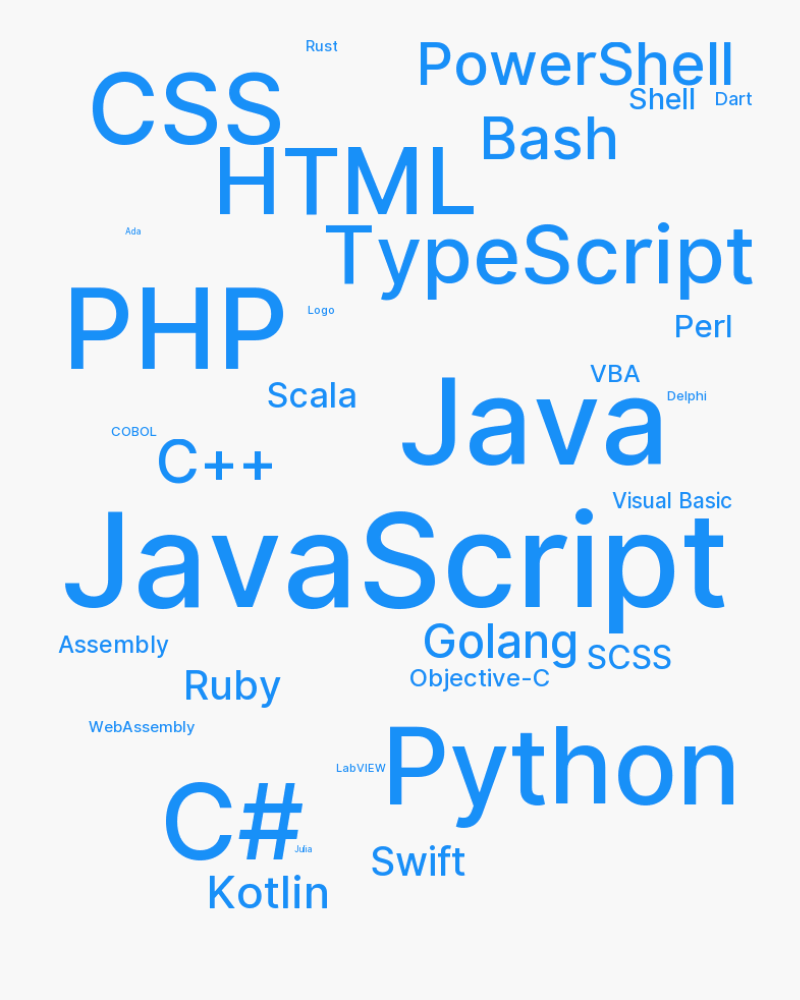 Rust
PowerShell
CSS
Shell
Dart
Bash
HTML
Ada
TypeScript
PHP
Logo
Perl
VBA
Scala
Java
Delphi
COBOL
C++
Visual Basic
JavaScript
Assembly
Golang
SCSS
Objective-C
Ruby
WebAssembly
LabVIEW
Python
C#
Julia
Swift
Kotlin